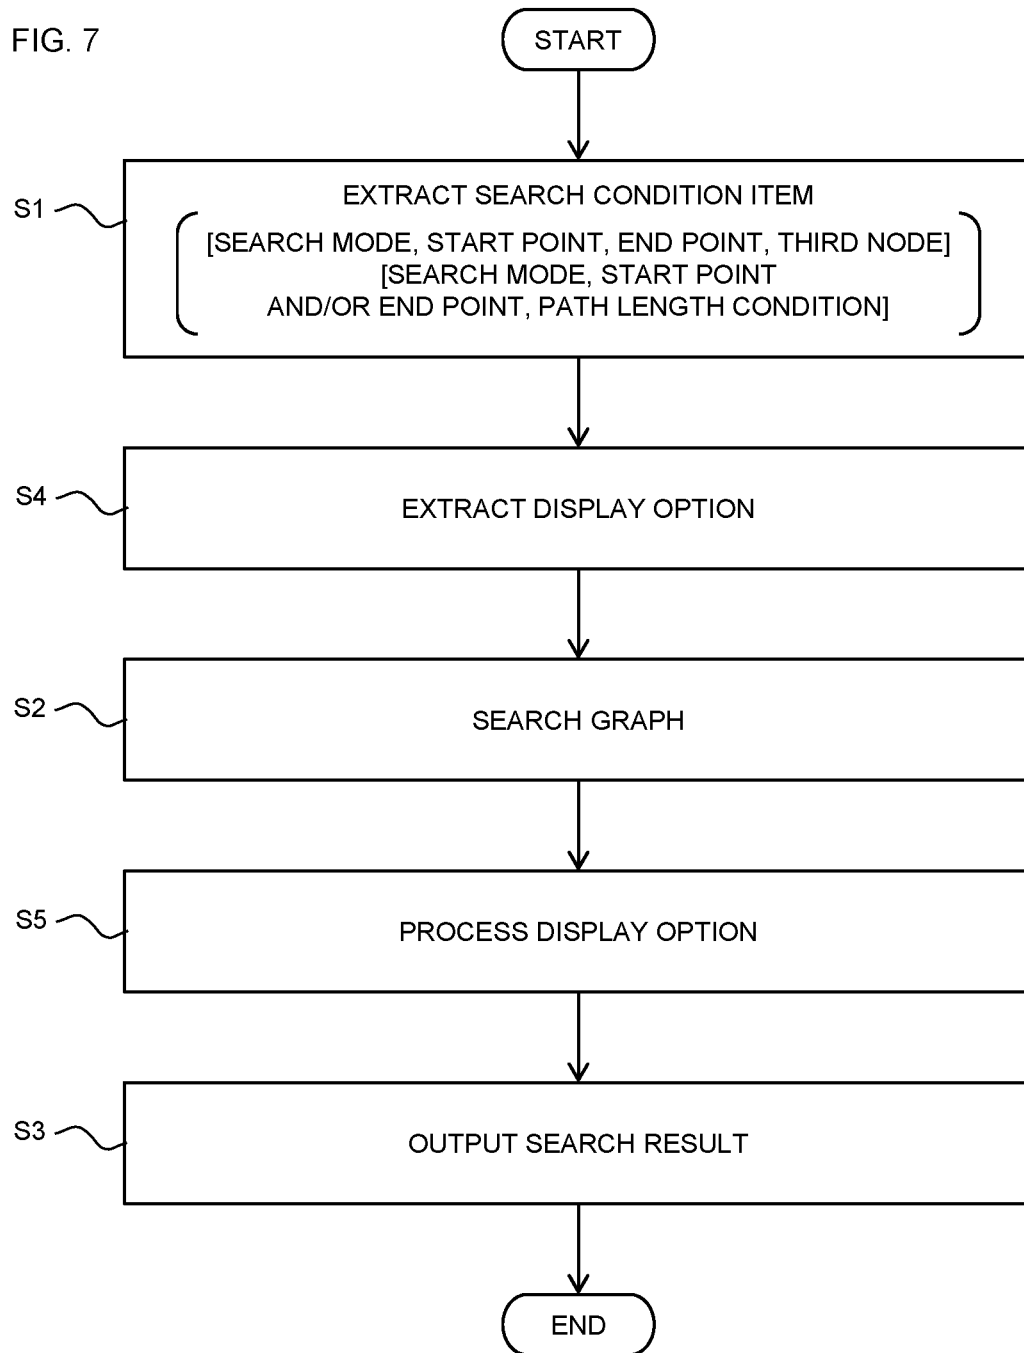 FIG. 7
START
S1
EXTRACT SEARCH CONDITION ITEM
[SEARCH MODE, START POINT, END POINT, THIRD NODE]
[SEARCH MODE, START POINT
AND/OR END POINT, PATH LENGTH CONDITION]
S4
EXTRACT DISPLAY OPTION
S2
SEARCH GRAPH
S5
PROCESS DISPLAY OPTION
S3
OUTPUT SEARCH RESULT
END